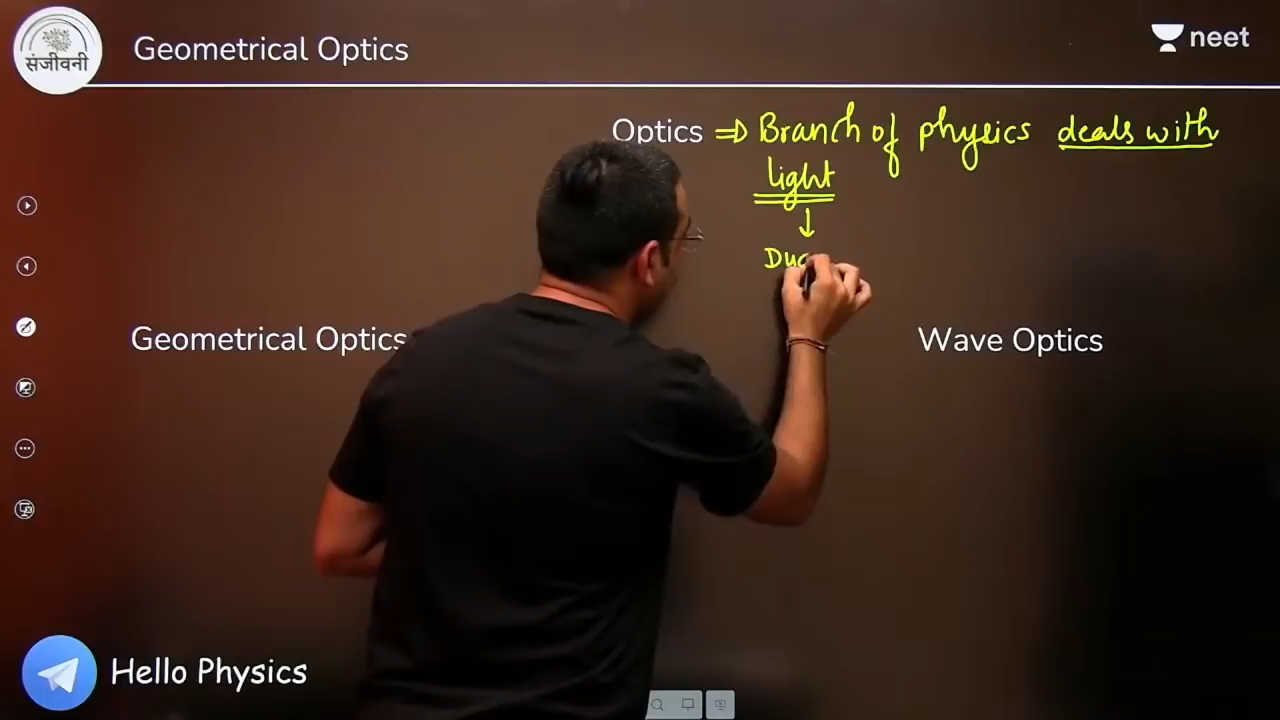 संजीवनी
Geometrical Optics
neet
Optics ⇒ Branch of physics deals with
light
↓
Geometrical Optics
Wave Optics
Hello Physics